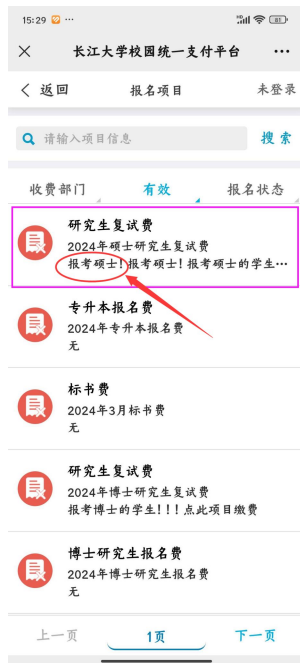 15:29
81
长江大学校园统一支付平台
返回
报名项目
未登录
请输入项目信息
搜索
收费部门
有效
报名状态
研究生复试费
2024年硕士研究生复试费
报考硕士!报考硕士!报考硕士的学生…
专升本报名费
2024年专升本报名费
无
标书费
2024年3月标书费
无
研究生复试费
2024年博士研究生复试费
报考博士的学生!!!点此项目缴费
博士研究生报名费
2024年博士研究生报名费
无
上一页
1页
下一页